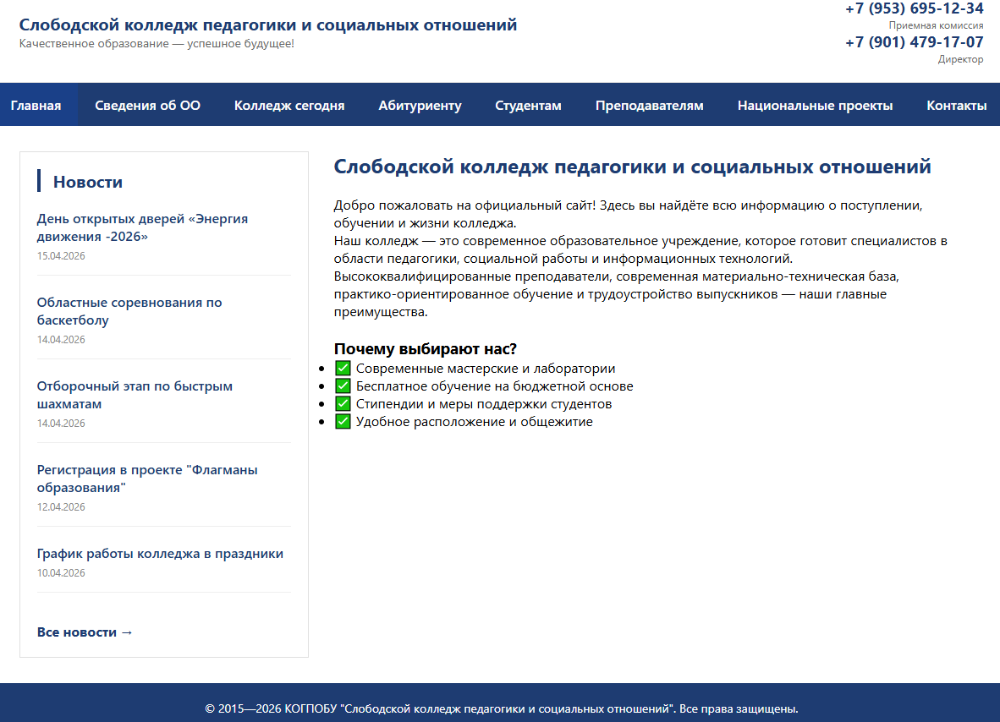 Слободской колледж педагогики и социальных отношений
Качественное образование — успешное будущее!
+7 (953) 695-12-34
Приемная комиссия
+7 (901) 479-17-07
Директор
Главная Сведения об ОО Колледж сегодня Абитуриенту Студентам Преподавателям Национальные проекты Контакты
Новости
День открытых дверей «Энергия
движения -2026»
15.04.2026
Областные соревнования по
баскетболу
14.04.2026
Отборочный этап по быстрым
шахматам
14.04.2026
Регистрация в проекте "Флагманы
образования"
12.04.2026
График работы колледжа в праздники
10.04.2026
Все новости →
Слободской колледж педагогики и социальных отношений
Добро пожаловать на официальный сайт! Здесь вы найдёте всю информацию о поступлении,
обучении и жизни колледжа.
Наш колледж — это современное образовательное учреждение, которое готовит специалистов в
области педагогики, социальной работы и информационных технологий.
Высококвалифицированные преподаватели, современная материально-техническая база,
практико-ориентированное обучение и трудоустройство выпускников — наши главные
преимущества.
Почему выбирают нас?
• ✅ Современные мастерские и лаборатории
• ✅ Бесплатное обучение на бюджетной основе
• ✅ Стипендии и меры поддержки студентов
• ✅ Удобное расположение и общежитие
© 2015—2026 КОГПОБУ "Слободской колледж педагогики и социальных отношений". Все права защищены.